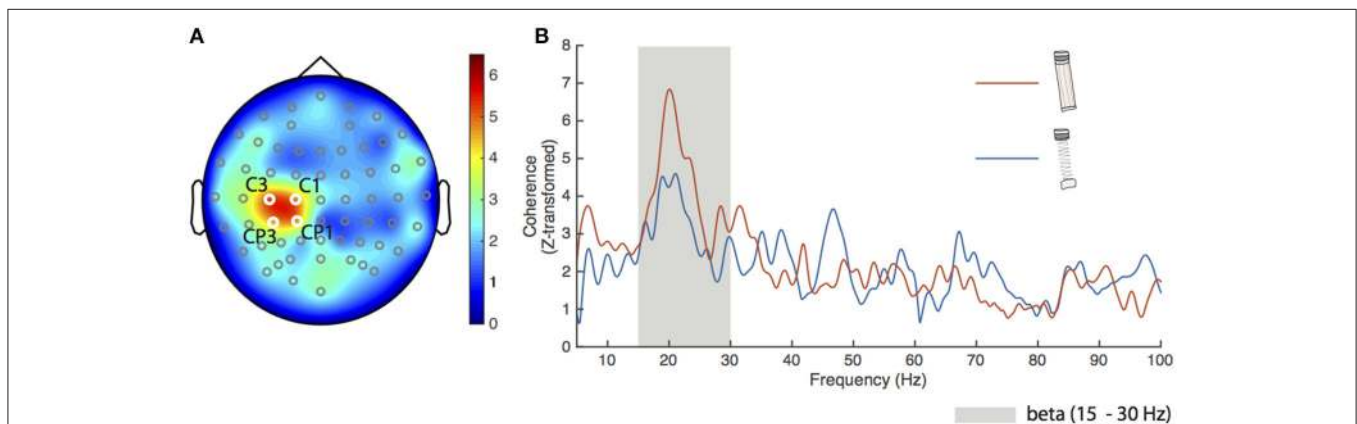 A
6
5
4
3
2
1
0
C3 C1
CP3 CP1
B
8
7
6
5
4
3
2
1
0
Coherence
(Z-transformed)
10 20 30 40 50 60 70 80 90 100
Frequency (Hz)
beta (15 - 30 Hz)